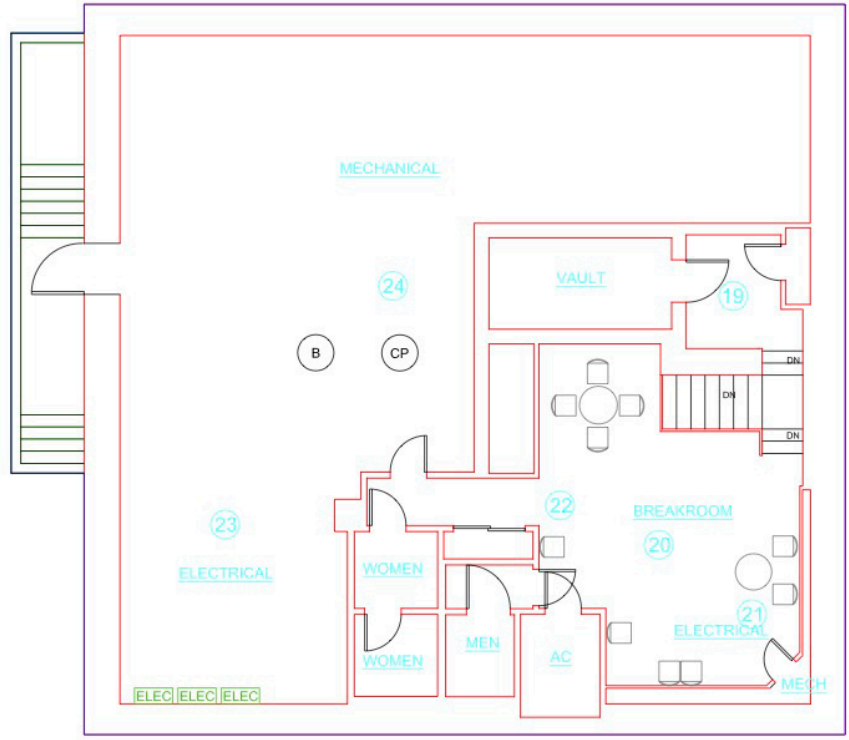 MECHANICAL
VAULT
24
19
B
CP
DN
DN
DN
22
BREAKROOM
23
20
ELECTRICAL
WOMEN
21
ELECTRICAL
MEN
WOMEN
AC
MECH
ELEC
ELEC
ELEC